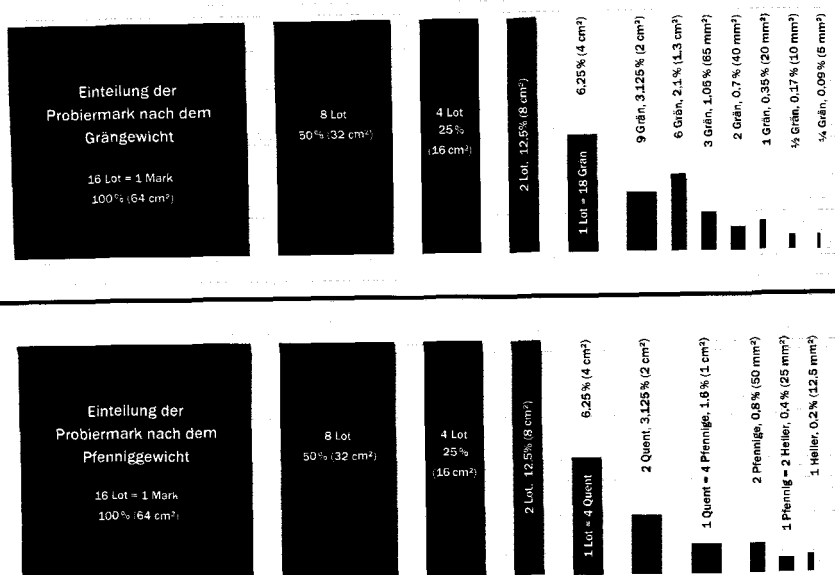 Einteilung der
Probiermark nach dem
Grängewicht
16 Lot = 1 Mark
100% (64 cm²)
8 Lot
50% (32 cm²)
4 Lot
25%
(16 cm²)
2 Lot, 12.5% (8 cm²)
1 Lot = 18 Grän
6,25% (4 cm²)
9 Grän, 3,125% (2 cm²)
6 Grän, 2,1% (1,3 cm²)
3 Grän, 1,05% (65 mm²)
2 Grän, 0,7% (40 mm²)
1 Grän, 0,35% (20 mm²)
½ Grän, 0,17% (10 mm²)
¼ Grän, 0.09% (5 mm²)
Einteilung der
Probiermark nach dem
Pfenniggewicht
16 Lot = 1 Mark
100% (64 cm²)
8 Lot
50% (32 cm²)
4 Lot
25%
(16 cm²)
2 Lot, 12,5% (8 cm²)
1 Lot = 4 Quent
6,25% (4 cm²)
2 Quent, 3,125% (2 cm²)
1 Quent = 4 Pfennige, 1.6% (1 cm²)
2 Pfennige, 0,8% (50 mm²)
1 Pfennig = 2 Heller, 0,4% (25 mm²)
1 Heller, 0,2% (12,5 mm²)